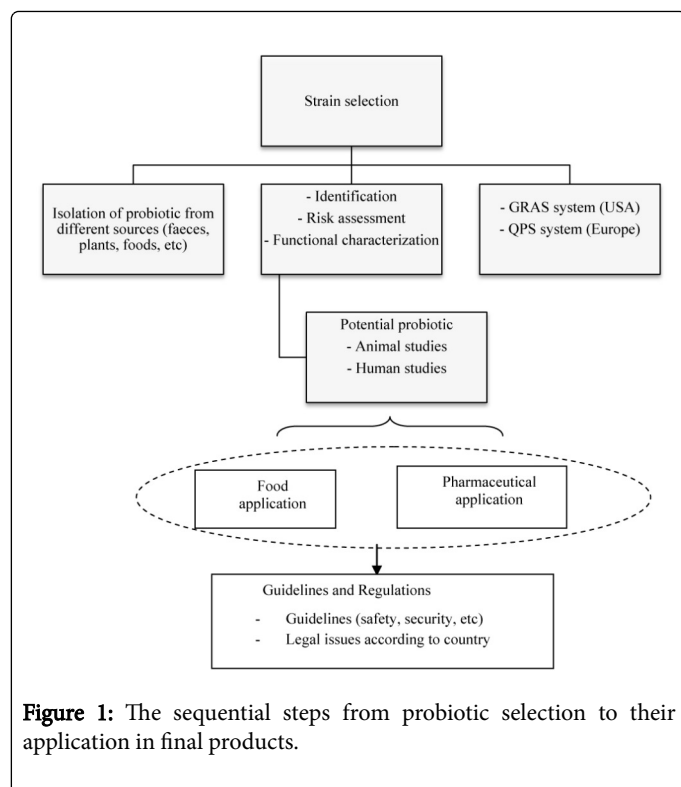 Strain selection
Isolation of probiotic from
different sources (faeces,
plants, foods, etc)
- Identification
- Risk assessment
- Functional characterization
- GRAS system (USA)
- QPS system (Europe)
Potential probiotic
- Animal studies
- Human studies
Food
application
Pharmaceutical
application
Guidelines and Regulations
- Guidelines (safety, security, etc)
- Legal issues according to country
Figure 1: The sequential steps from probiotic selection to their
application in final products.